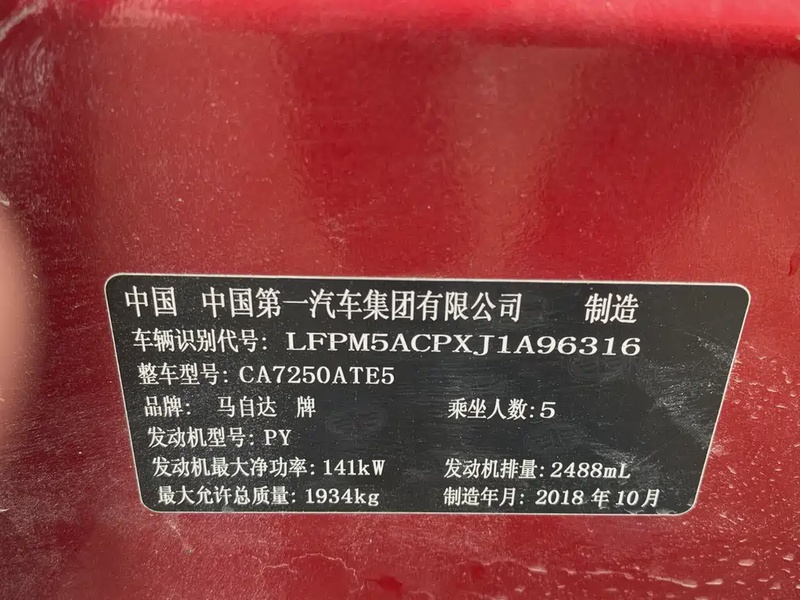 中国 中国第一汽车集团有限公司 制造
车辆识别代号: LFPM5ACPXJ1A96316
整车型号: CA7250ATE5
品牌: 马自达 牌 乘坐人数: 5
发动机型号: PY
发动机最大净功率: 141kW 发动机排量: 2488mL
最大允许总质量: 1934kg 制造年月: 2018 年 10 月